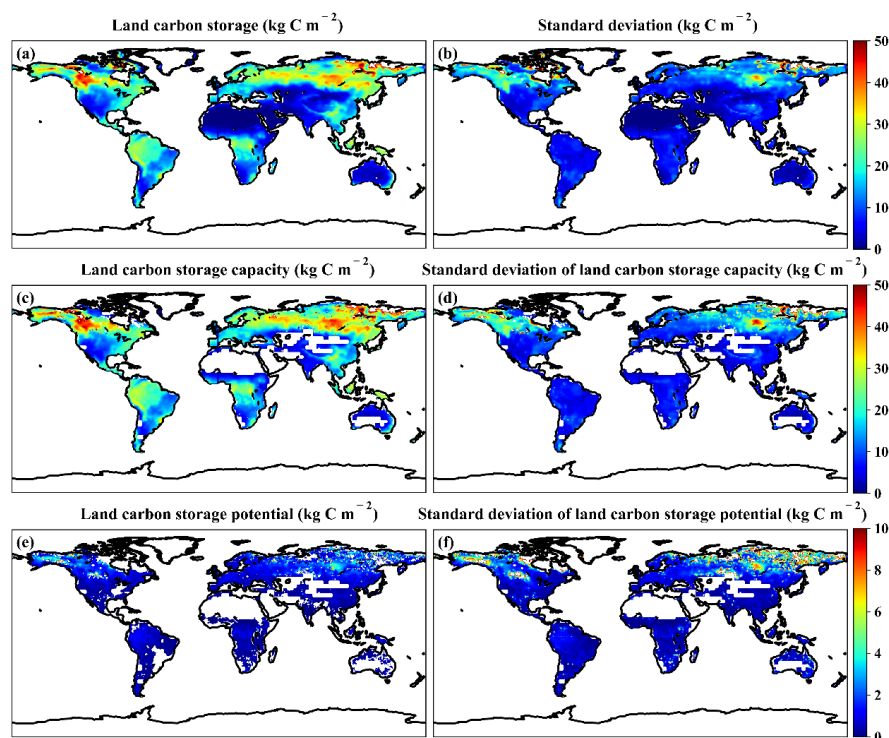 Land carbon storage (kg C m⁻²)
Standard deviation (kg C m⁻²)
(a)
(b)
50
40
30
20
10
0
Land carbon storage capacity (kg C m⁻²)
Standard deviation of land carbon storage capacity (kg C m⁻²)
(c)
(d)
50
40
30
20
10
0
Land carbon storage potential (kg C m⁻²)
Standard deviation of land carbon storage potential (kg C m⁻²)
(e)
(f)
10
8
6
4
2
0